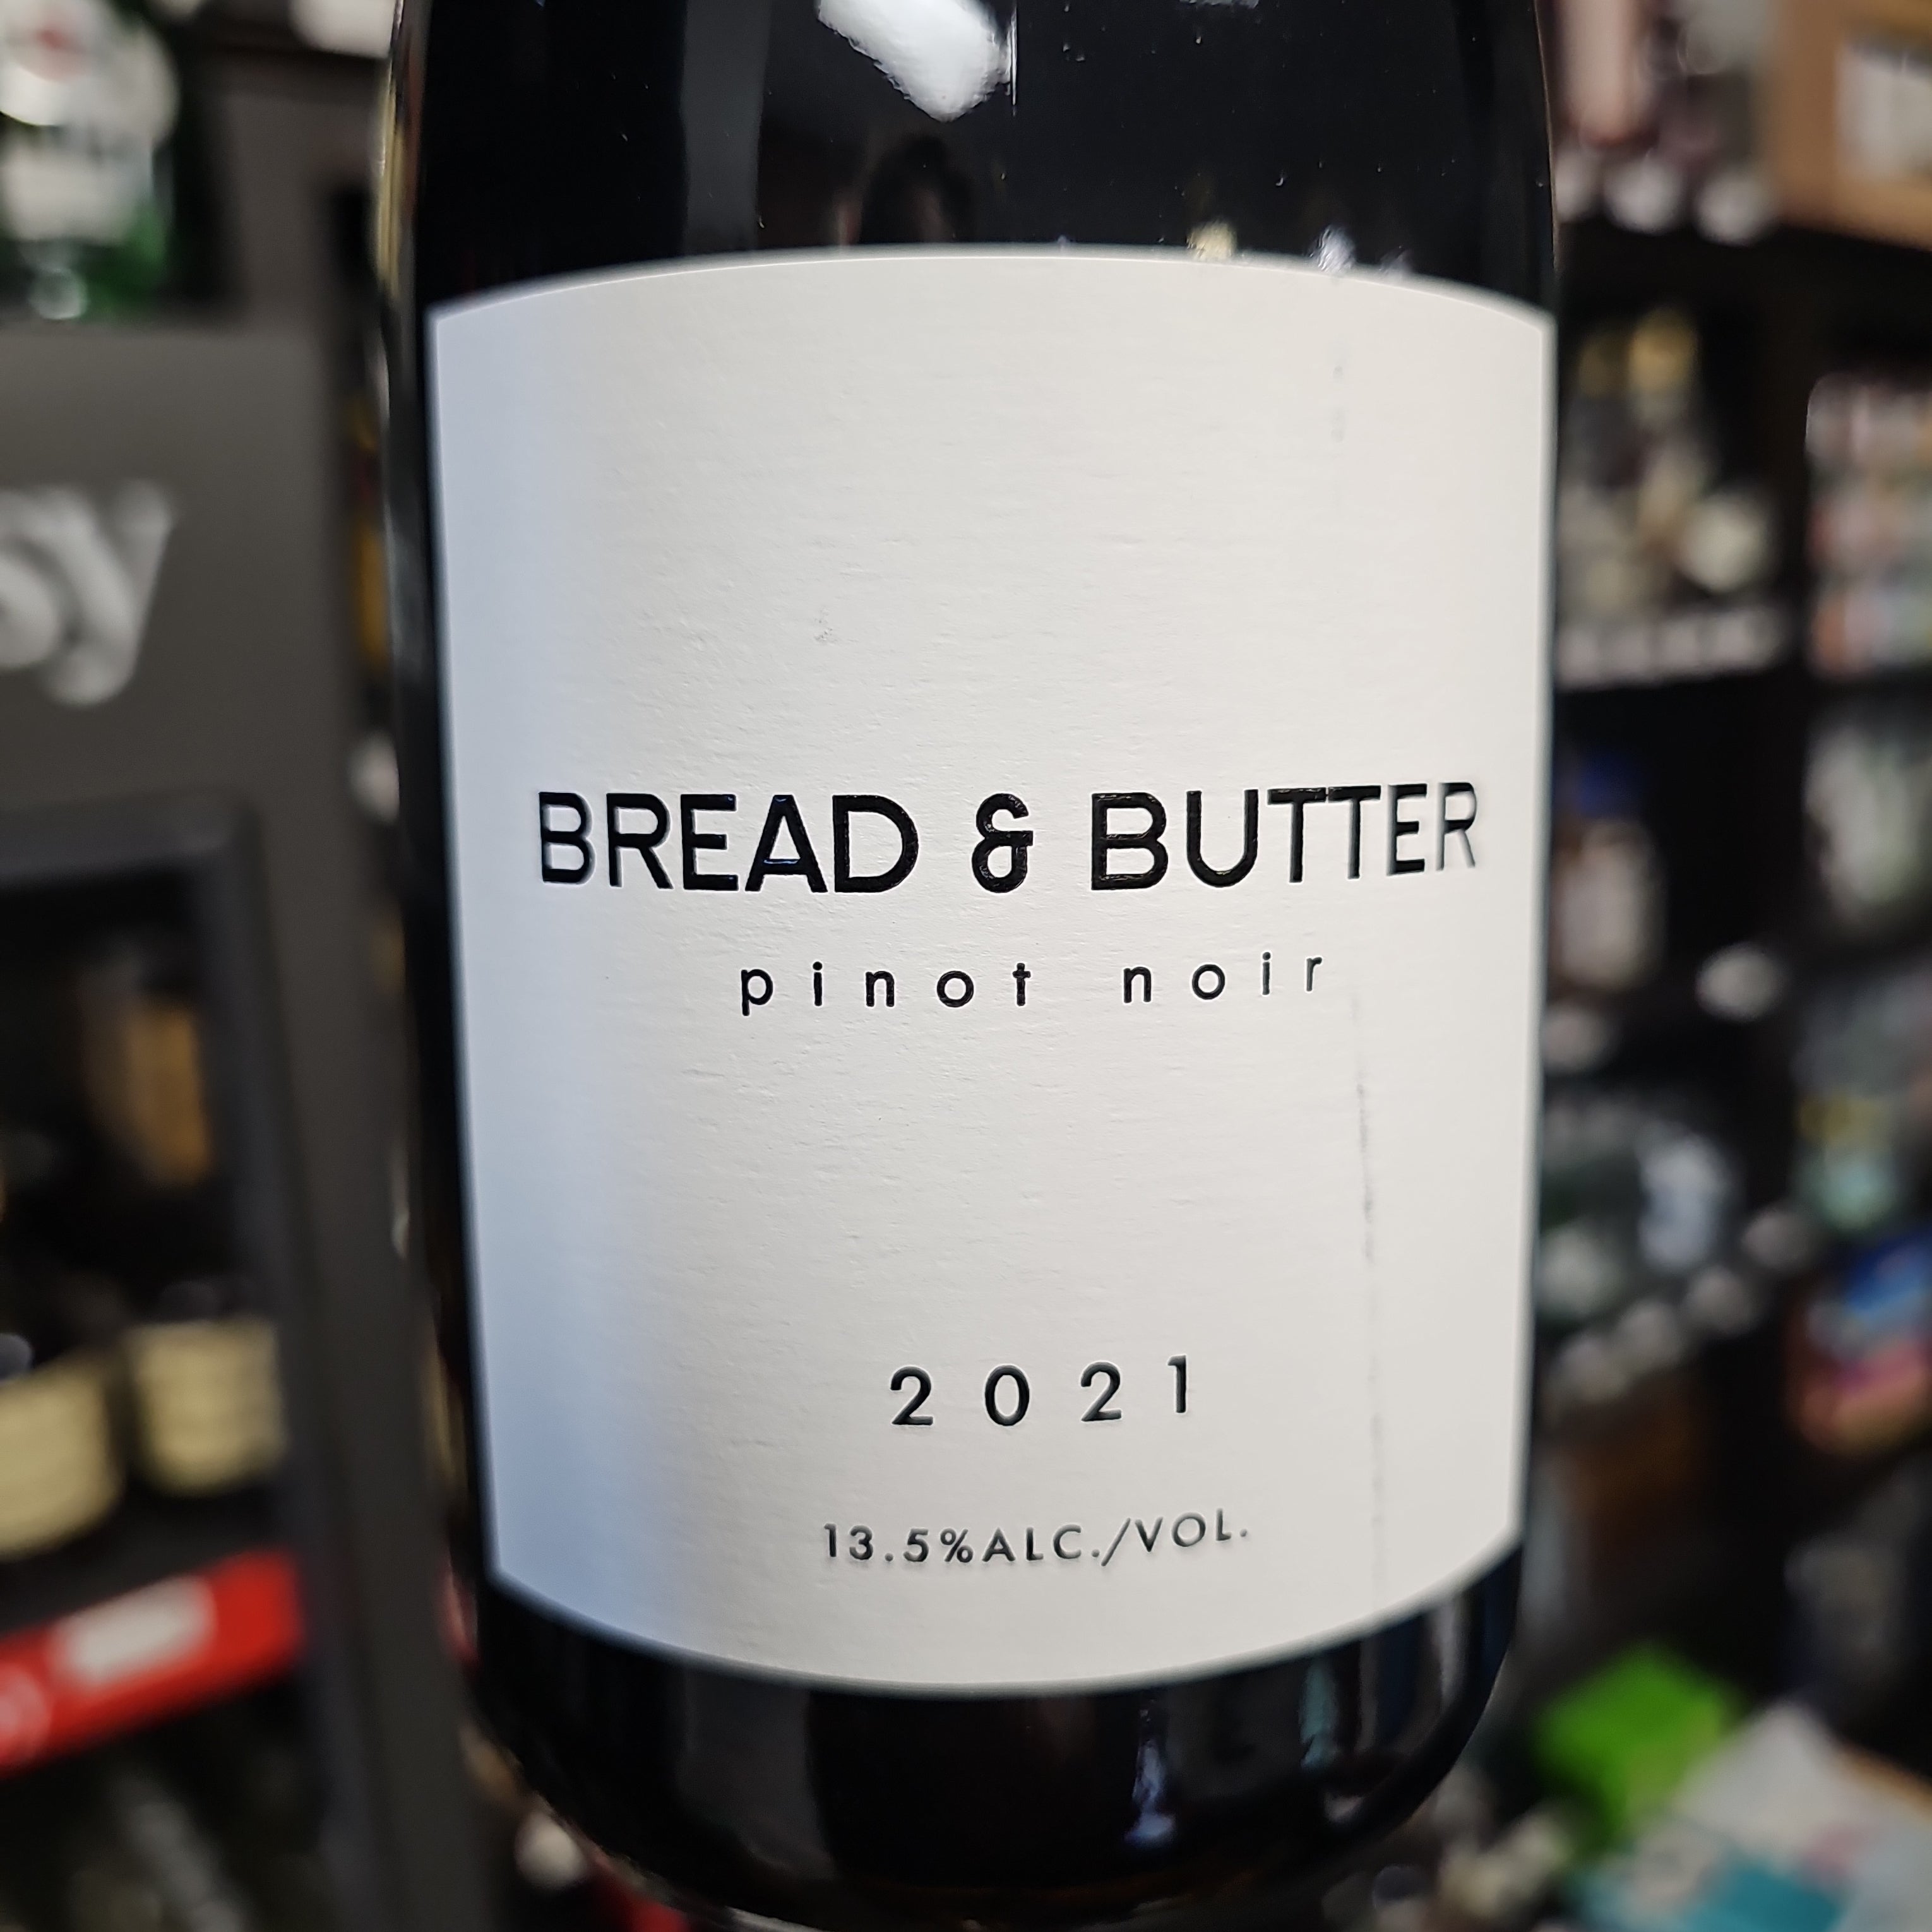 BREAD & BUTTER
pinot noir
2021
13.5%ALC./VOL.